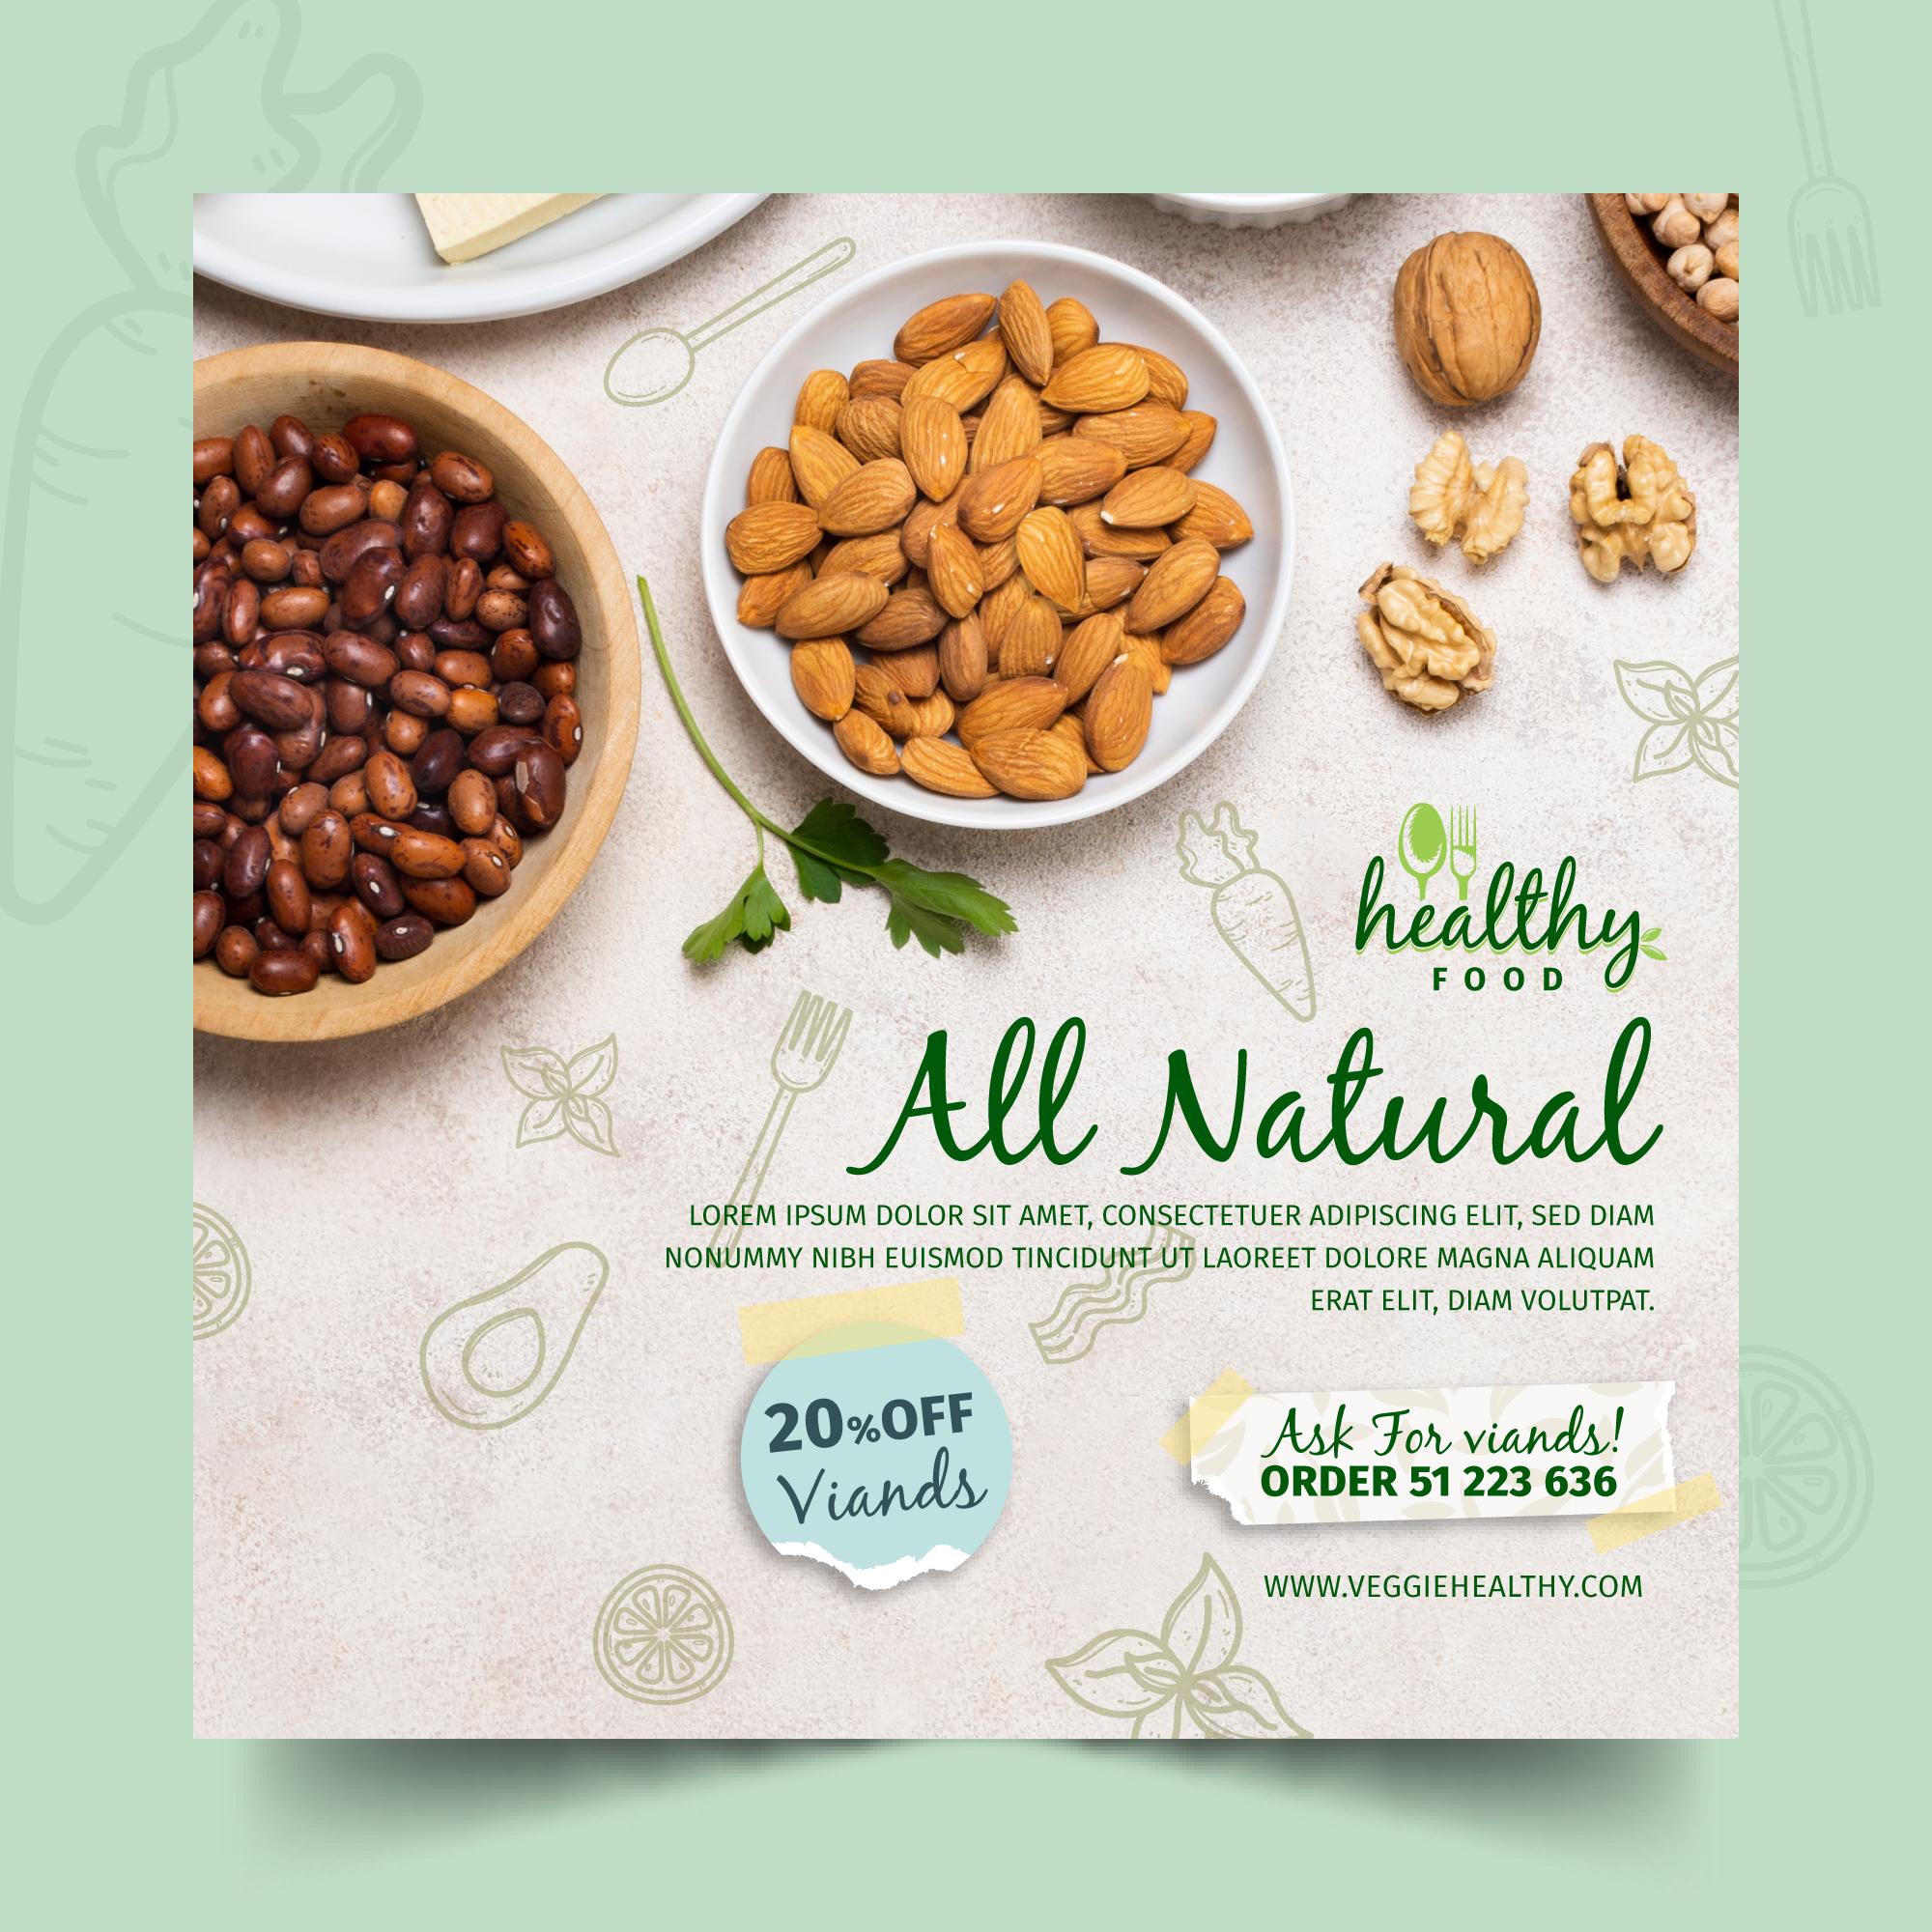 healthy
FOOD
All Natural
LOREM IPSUM DOLOR SIT AMET, CONSECTETUER ADIPISCING ELIT, SED DIAM
NONUMMY NIBH EUISMOD TINCIDUNT UT LAOREET DOLORE MAGNA ALIQUAM
ERAT ELIT, DIAM VOLUTPAT.
20%OFF
Viands
Ask For viands!
ORDER 51 223 636
WWW.VEGGIEHEALTHY.COM